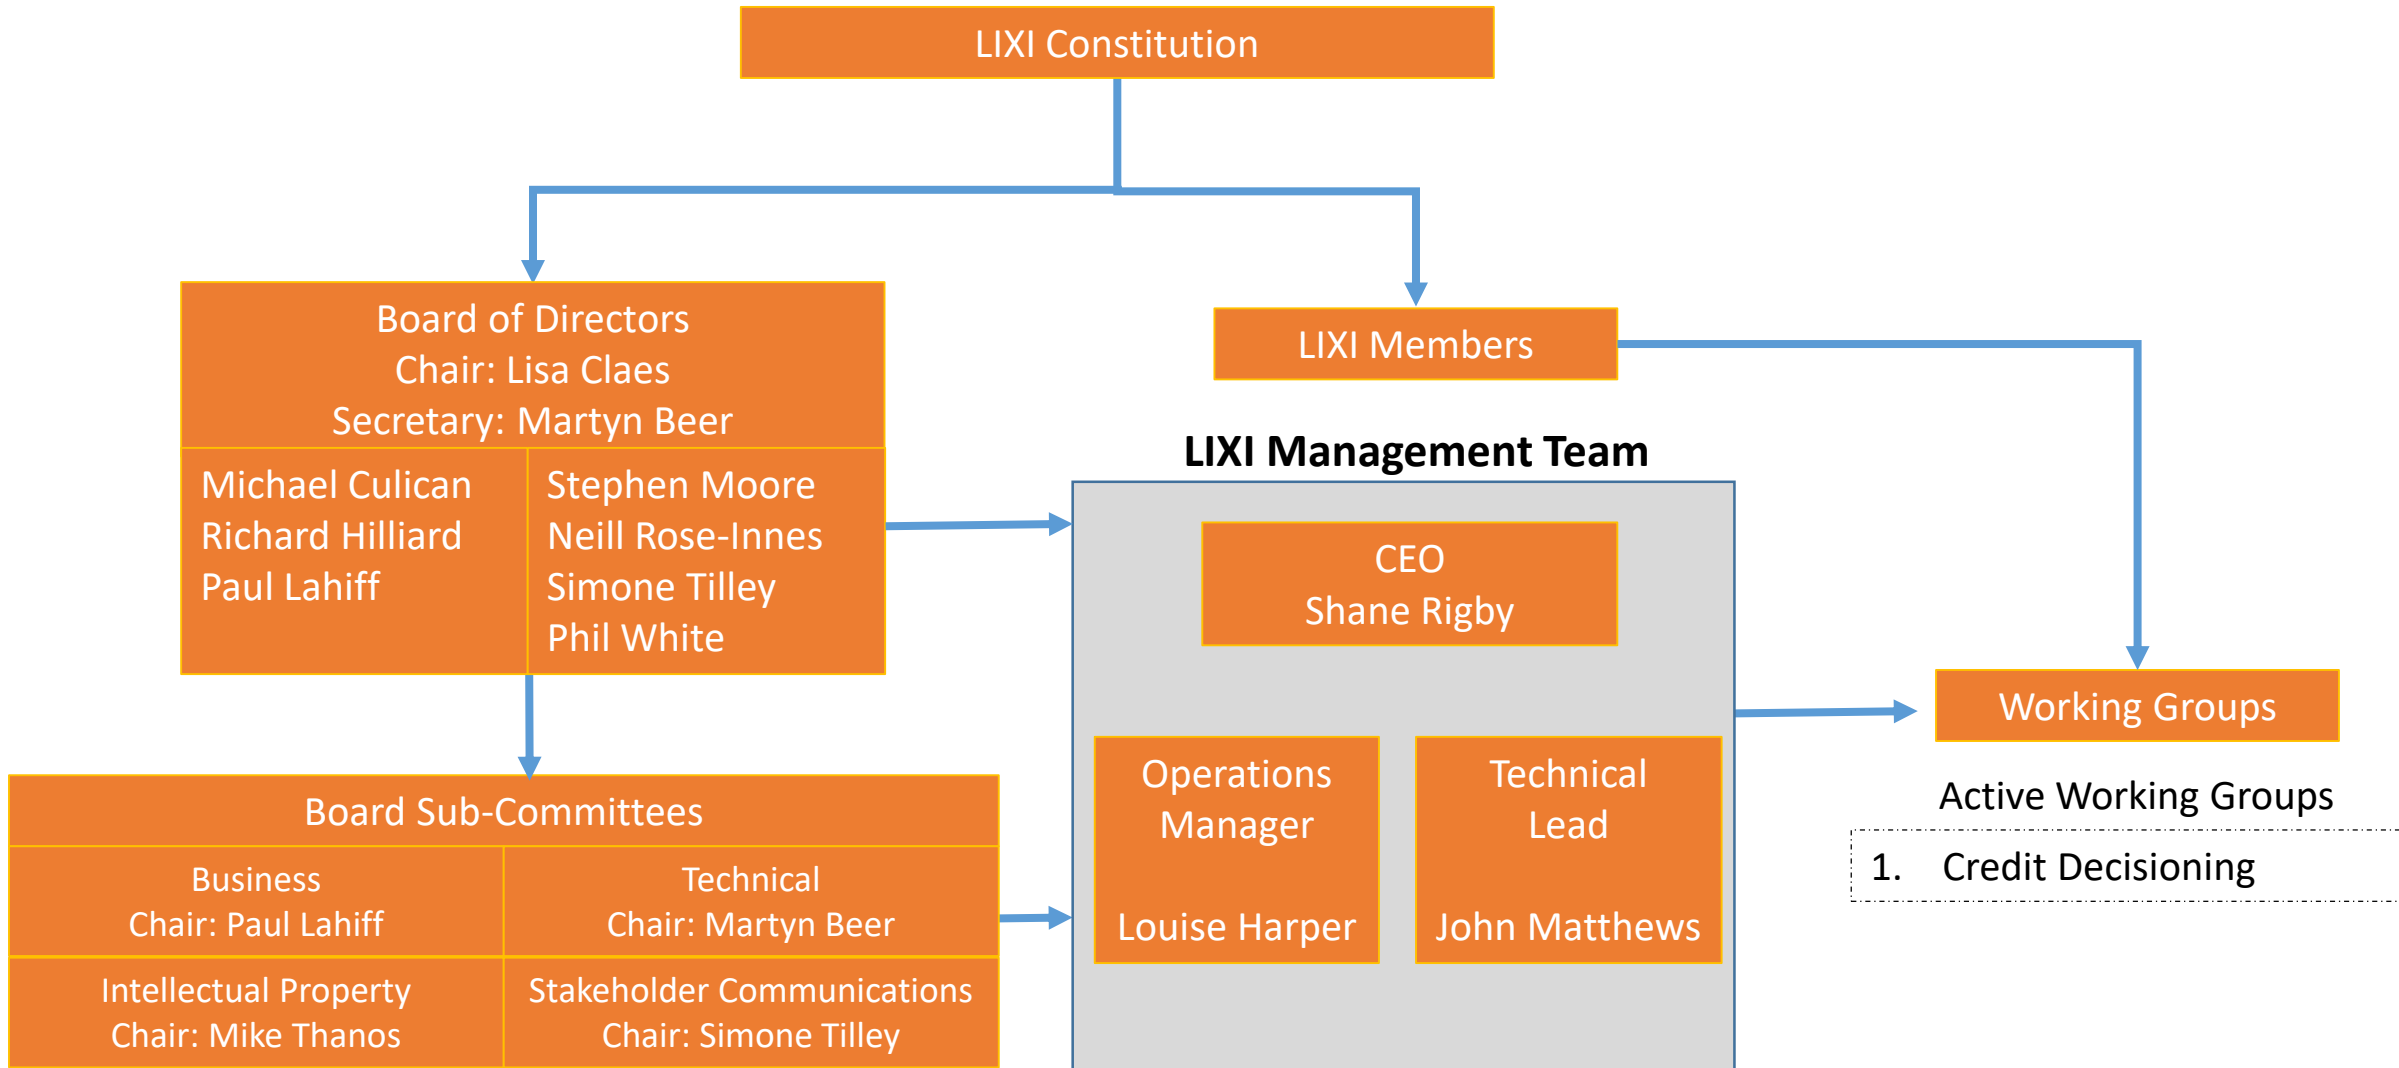 LIXI Constitution
Board of Directors
Chair: Lisa Claes
Secretary: Martyn Beer
Michael Culican
Richard Hilliard
Paul Lahiff
Stephen Moore
Neill Rose-Innes
Simone Tilley
Phil White
LIXI Members
LIXI Management Team
CEO
Shane Rigby
Operations
Manager
Louise Harper
Technical
Lead
John Matthews
Working Groups
Active Working Groups
1. Credit Decisioning
Board Sub-Committees
Business
Chair: Paul Lahiff
Technical
Chair: Martyn Beer
Intellectual Property
Chair: Mike Thanos
Stakeholder Communications
Chair: Simone Tilley